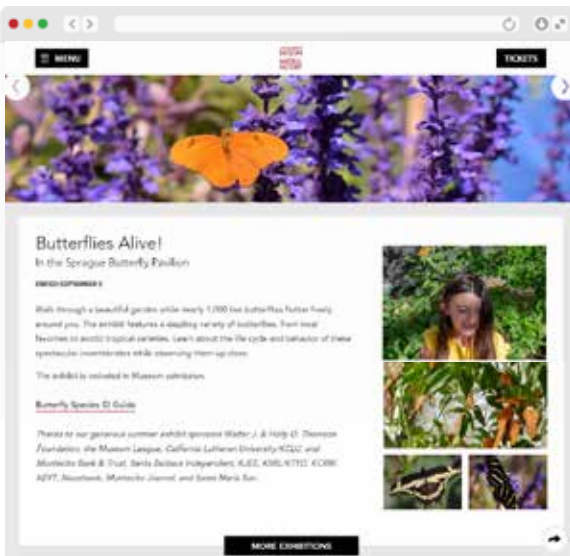 MENU
TICKETS
Butterflies Alive!
In the Sprague Butterfly Pavilion
Walk through a beautiful garden while nearly 1,000 live butterflies flutter freely
around you. The exhibit features a dazzling variety of butterflies, from local
favorites to exotic tropical varieties. Learn about the life cycle and behavior of these
spectacular invertebrates while observing them up close.
The exhibit is included in Museum admission.
Butterfly Species ID Guide
Thanks to our generous summer exhibit sponsors Walter J. & Holly O. Thomson
Foundation, the Museum League, California Lutheran University/KCLU, and
Montecito Bank & Trust, Santa Barbara Independent,
Montecito Journal, and Santa Maria Sun.
MORE EXHIBITIONS